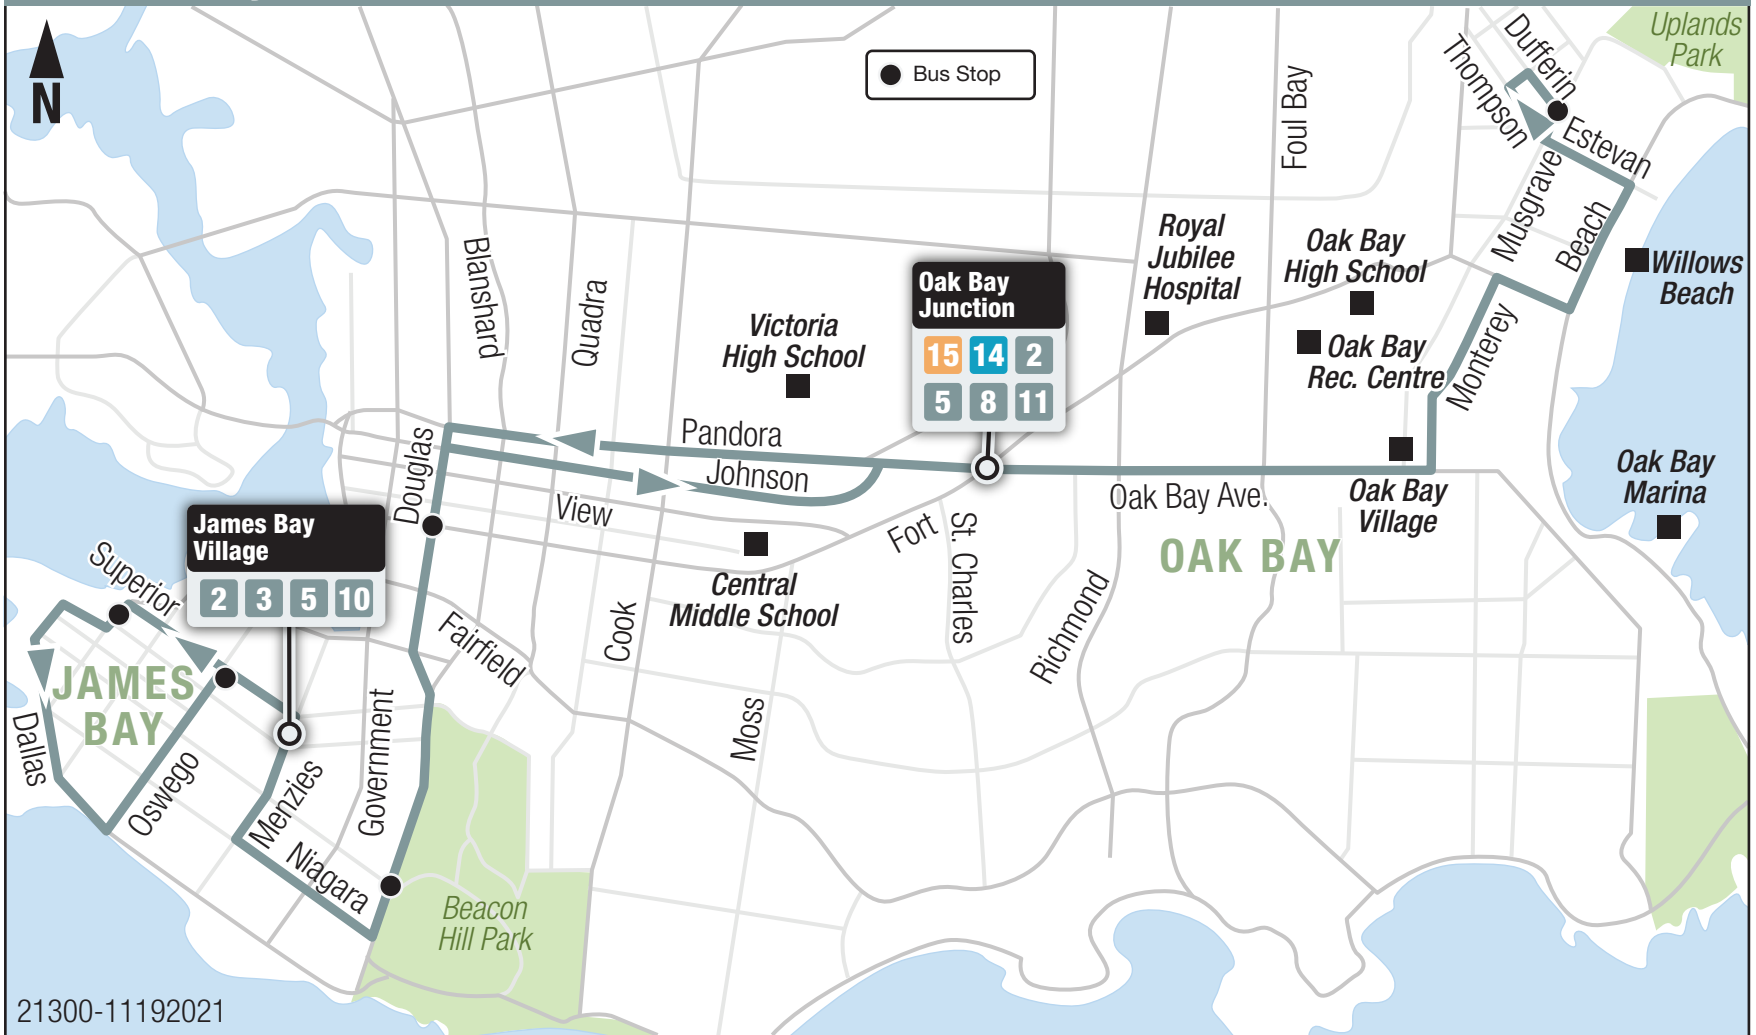 N
Bus Stop
Uplands
Park
Dufferin
Thompson
Estevan
Musgrave
Beach
Foul Bay
Willows
Beach
Royal
Jubilee
Hospital
Oak Bay
High School
Oak Bay
Rec. Centre
Monterey
Oak Bay
Junction
15 14 2
5 8 11
Blanshard
Quadra
Victoria
High School
Pandora
Johnson
Douglas
View
Oak Bay Ave.
Oak Bay
Village
Oak Bay
Marina
OAK BAY
Fort
St. Charles
Richmond
Central
Middle School
James Bay
Village
2 3 5 10
Superior
JAMES
BAY
Dallas
Oswego
Menzies
Niagara
Government
Fairfield
Cook
Moss
Beacon
Hill Park
21300-11192021